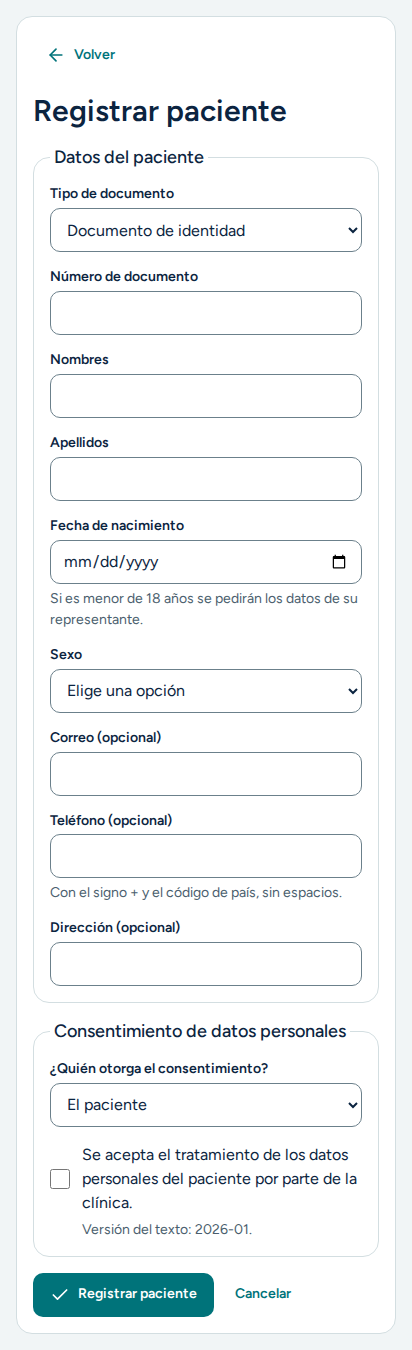 Volver
Registrar paciente
Datos del paciente
Tipo de documento
Documento de identidad
Número de documento
Nombres
Apellidos
Fecha de nacimiento
mm/dd/yyyy
Si es menor de 18 años se pedirán los datos de su
representante.
Sexo
Elige una opción
Correo (opcional)
Teléfono (opcional)
Con el signo + y el código de país, sin espacios.
Dirección (opcional)
Consentimiento de datos personales
¿Quién otorga el consentimiento?
El paciente
Se acepta el tratamiento de los datos
personales del paciente por parte de la
clínica.
Versión del texto: 2026-01.
Registrar paciente
Cancelar